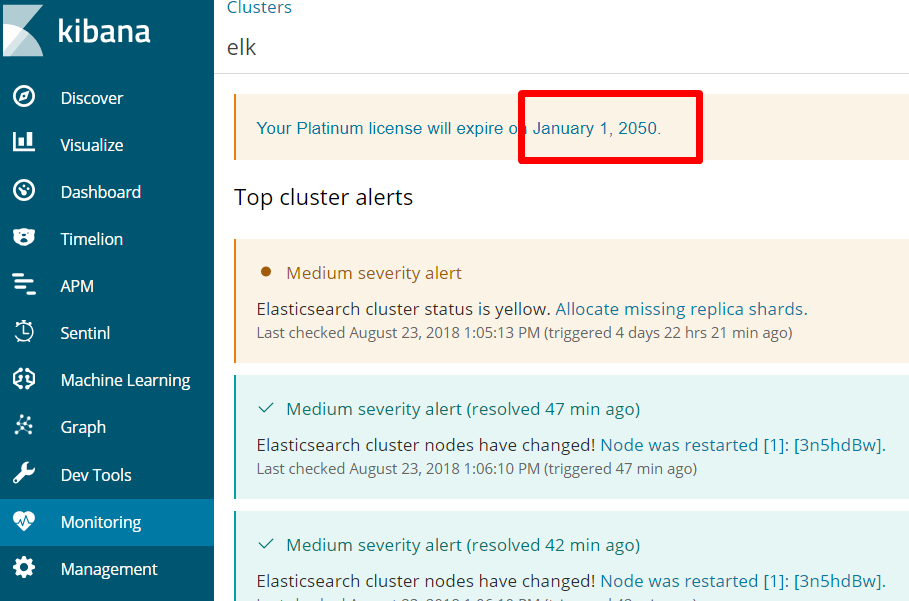 kibana
Discover
Visualize
Dashboard
Timelion
APM
Sentinl
Machine Learning
Graph
Dev Tools
Monitoring
Management
Clusters
elk
Your Platinum license will expire on January 1, 2050.
Top cluster alerts
Medium severity alert
Elasticsearch cluster status is yellow. Allocate missing replica shards.
Last checked August 23, 2018 1:05:13 PM (triggered 4 days 22 hrs 21 min ago)
Medium severity alert (resolved 47 min ago)
Elasticsearch cluster nodes have changed! Node was restarted [1]: [3n5hdBw].
Last checked August 23, 2018 1:06:10 PM (triggered 47 min ago)
Medium severity alert (resolved 42 min ago)
Elasticsearch cluster nodes have changed! Node was restarted [1]: [3n5hdBw].